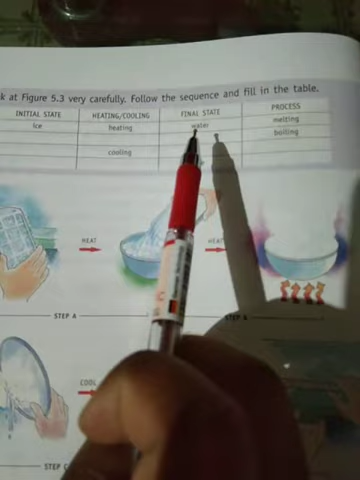 k at Figure 5.3 very carefully. Follow the sequence and fill in the table.
INITIAL STATE HEATING/COOLING FINAL STATE PROCESS
ice heating water melting
boiling
cooling
HEAT HEAT
STEP A STEP B
COOL
STEP C